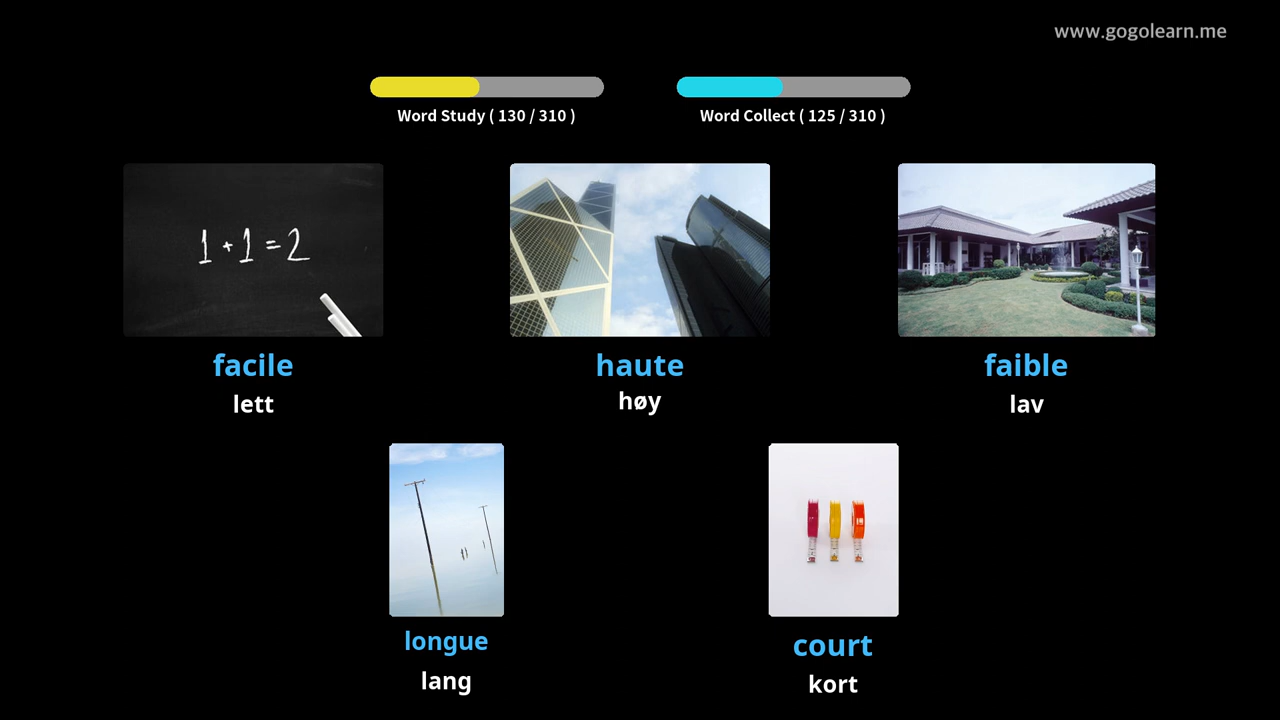 www.gogolearn.me
Word Study ( 130 / 310 )
Word Collect ( 125 / 310 )
1 + 1 = 2
facile
haute
faible
lett
høy
lav
longue
court
lang
kort